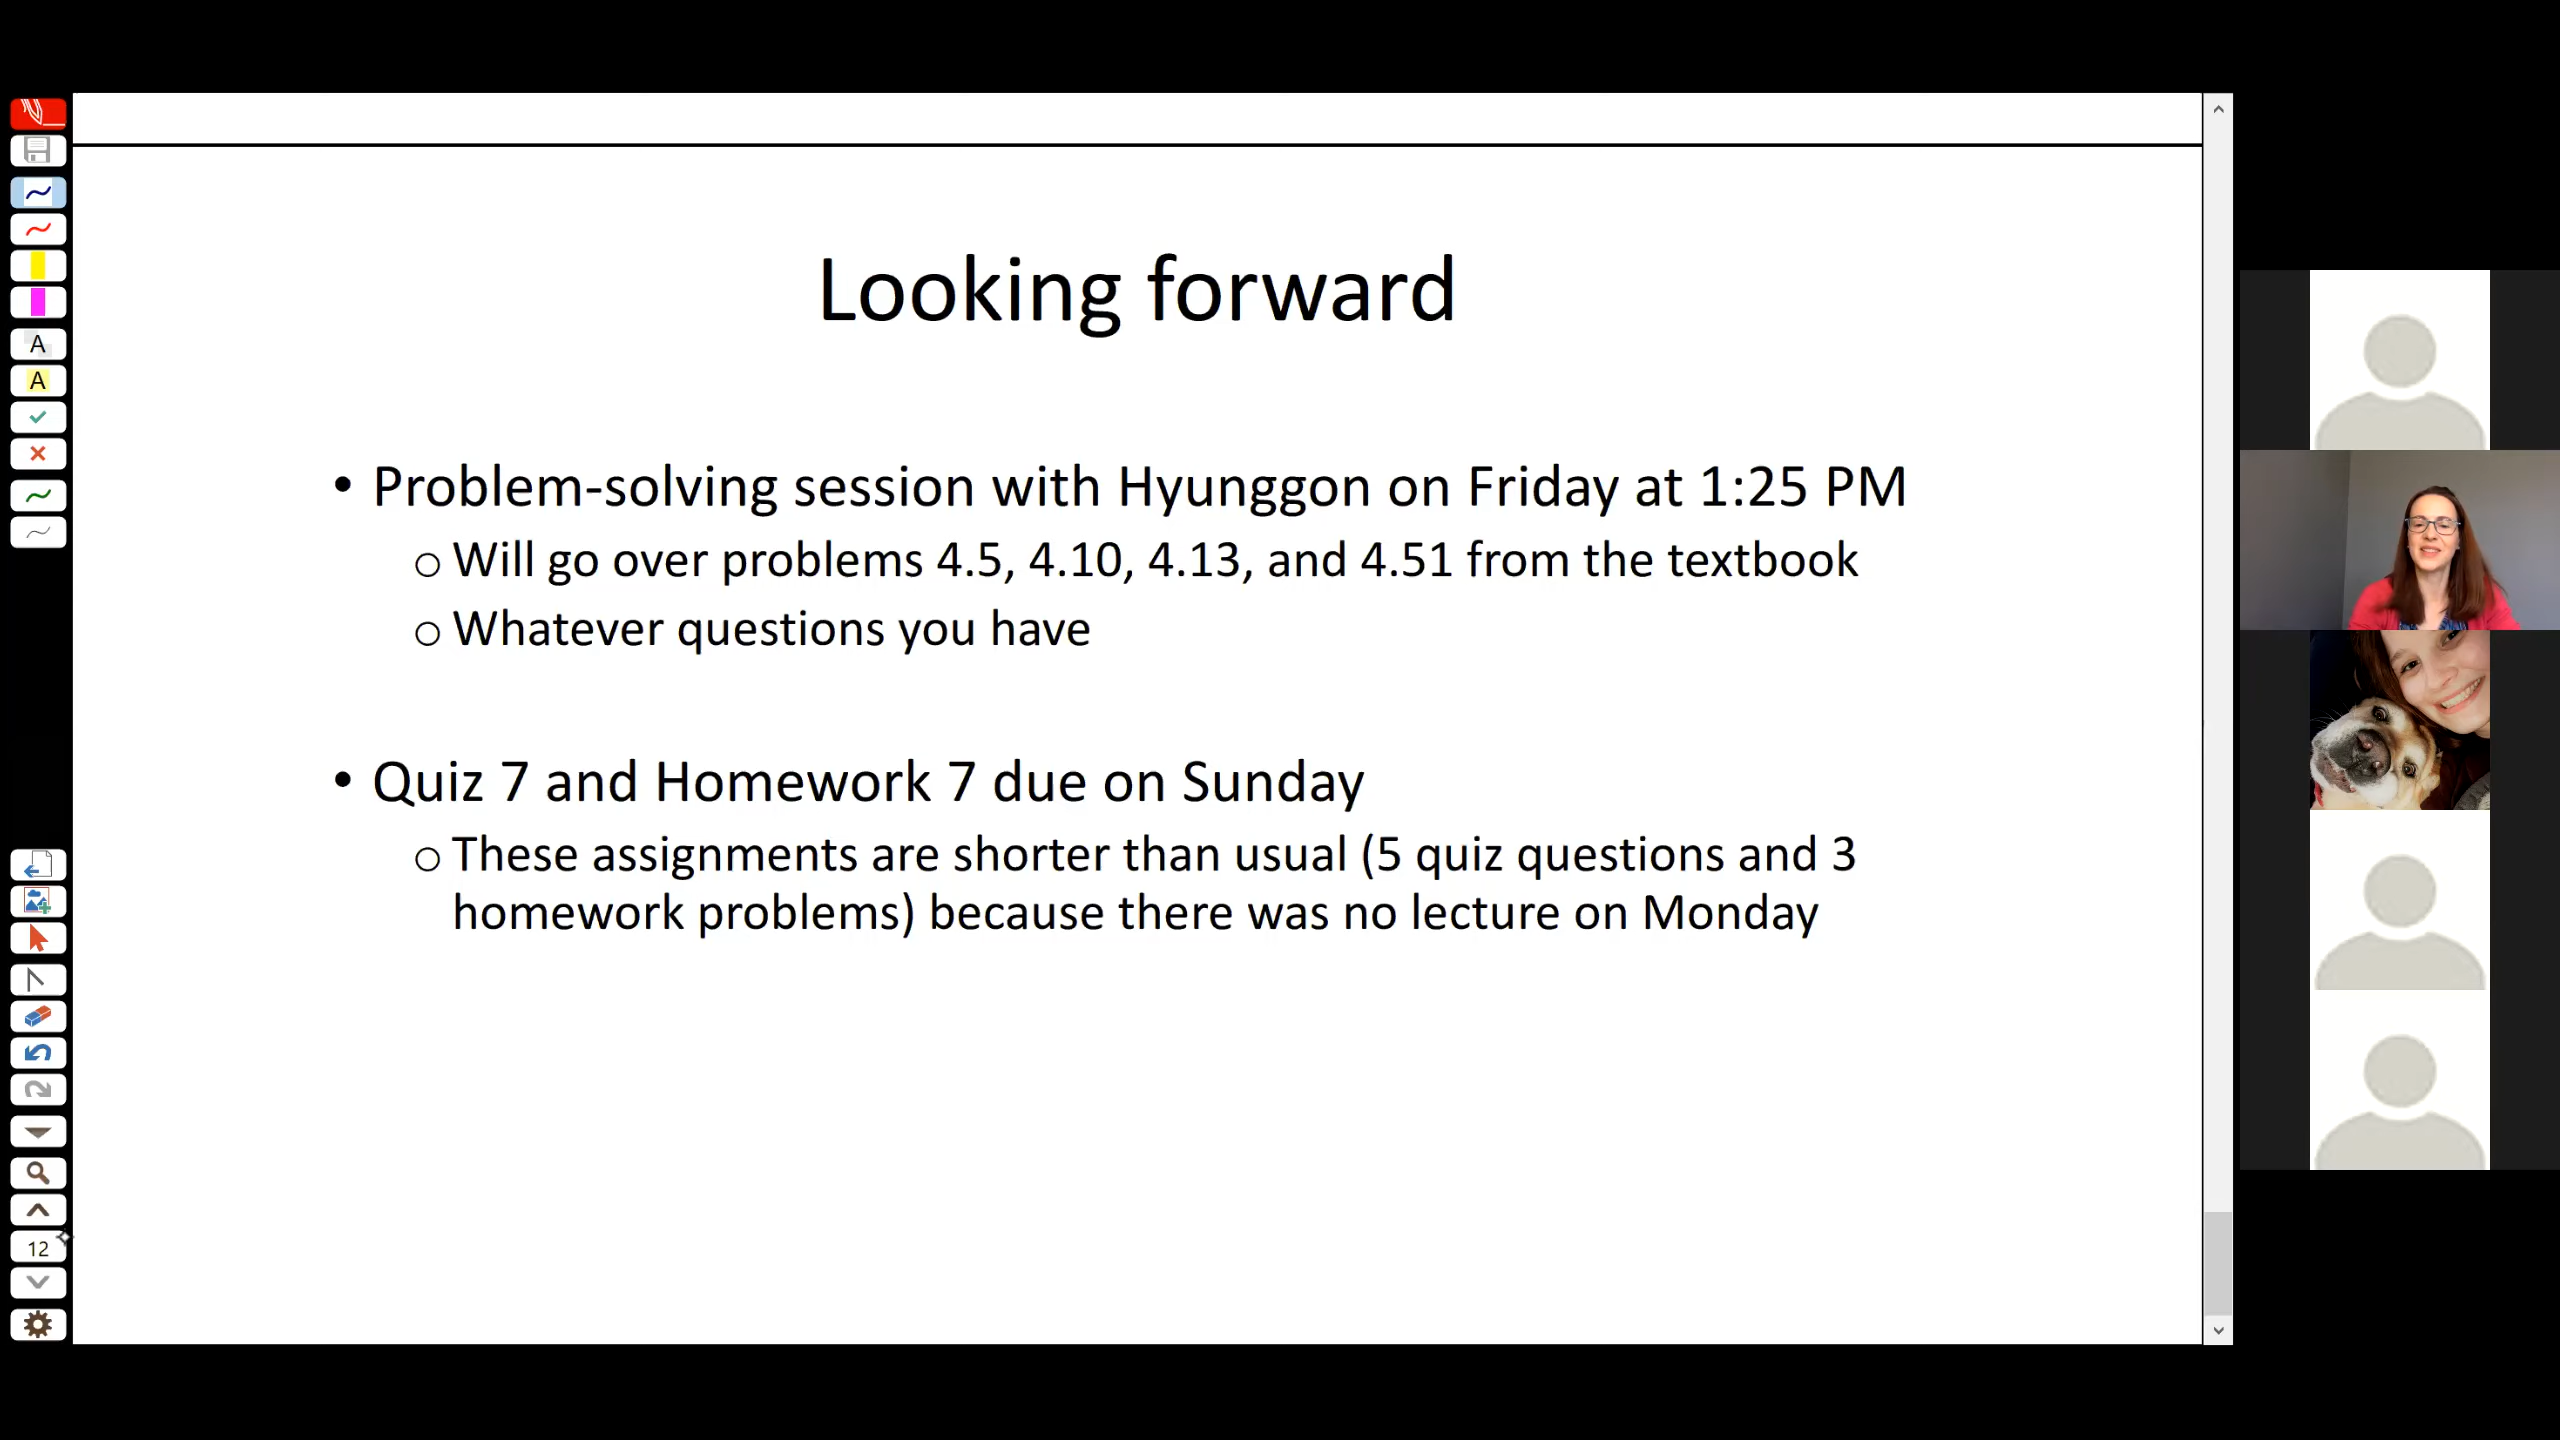 Looking forward
• Problem-solving session with Hyunggon on Friday at 1:25 PM
o Will go over problems 4.5, 4.10, 4.13, and 4.51 from the textbook
o Whatever questions you have
• Quiz 7 and Homework 7 due on Sunday
o These assignments are shorter than usual (5 quiz questions and 3
homework problems) because there was no lecture on Monday
A
A
12